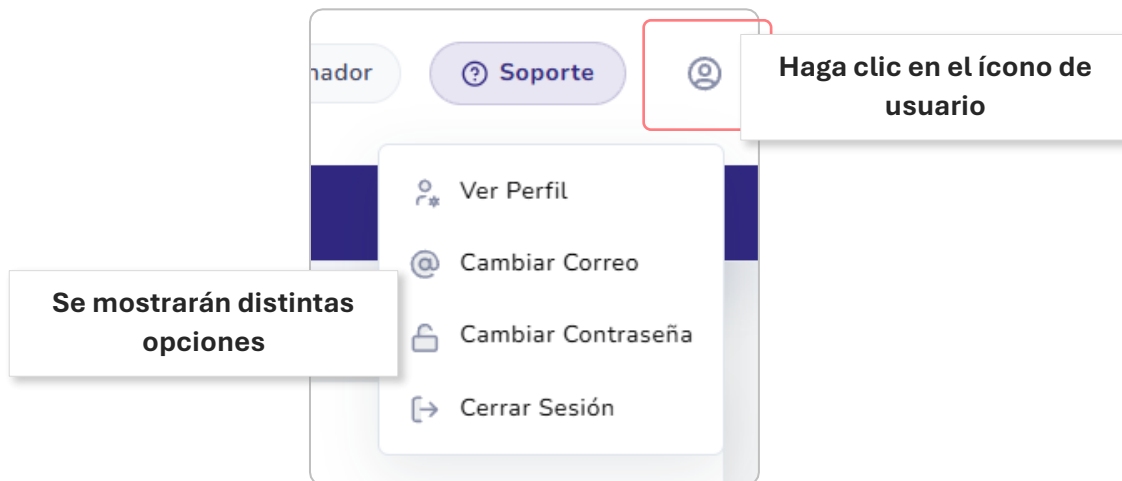 nador
Soporte
Haga clic en el ícono de
usuario
Ver Perfil
Cambiar Correo
Se mostrarán distintas
opciones
Cambiar Contraseña
Cerrar Sesión